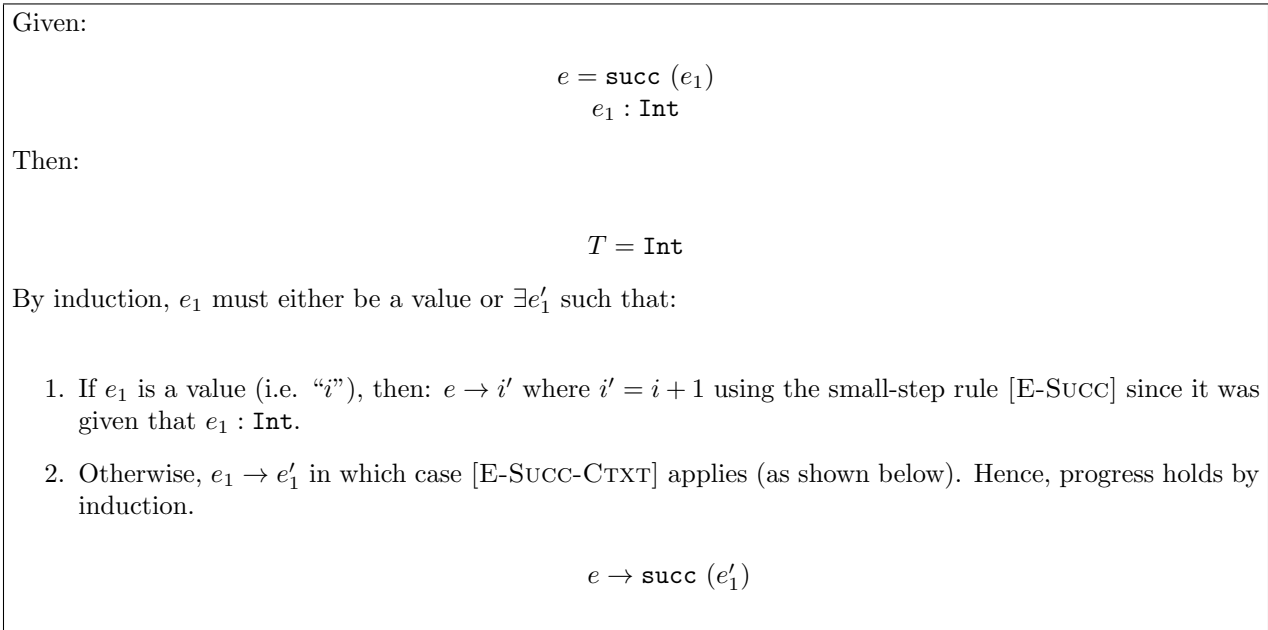 Given:
e = succ (e₁)
e₁ : Int
Then:
T = Int
By induction, e₁ must either be a value or ∃e′₁ such that:
1. If e₁ is a value (i.e. “i”), then: e → i′ where i′ = i + 1 using the small-step rule [E-Succ] since it was
given that e₁ : Int.
2. Otherwise, e₁ → e′₁ in which case [E-Succ-Ctxt] applies (as shown below). Hence, progress holds by
induction.
e → succ (e′₁)